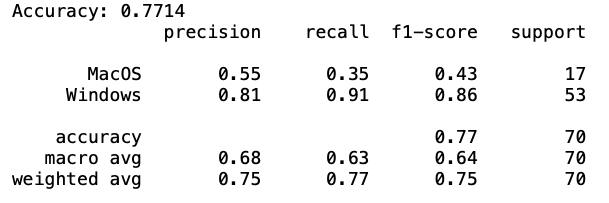 Accuracy: 0.7714
precision recall f1-score support
MacOS 0.55 0.35 0.43 17
Windows 0.81 0.91 0.86 53
accuracy 0.77 70
macro avg 0.68 0.63 0.64 70
weighted avg 0.75 0.77 0.75 70